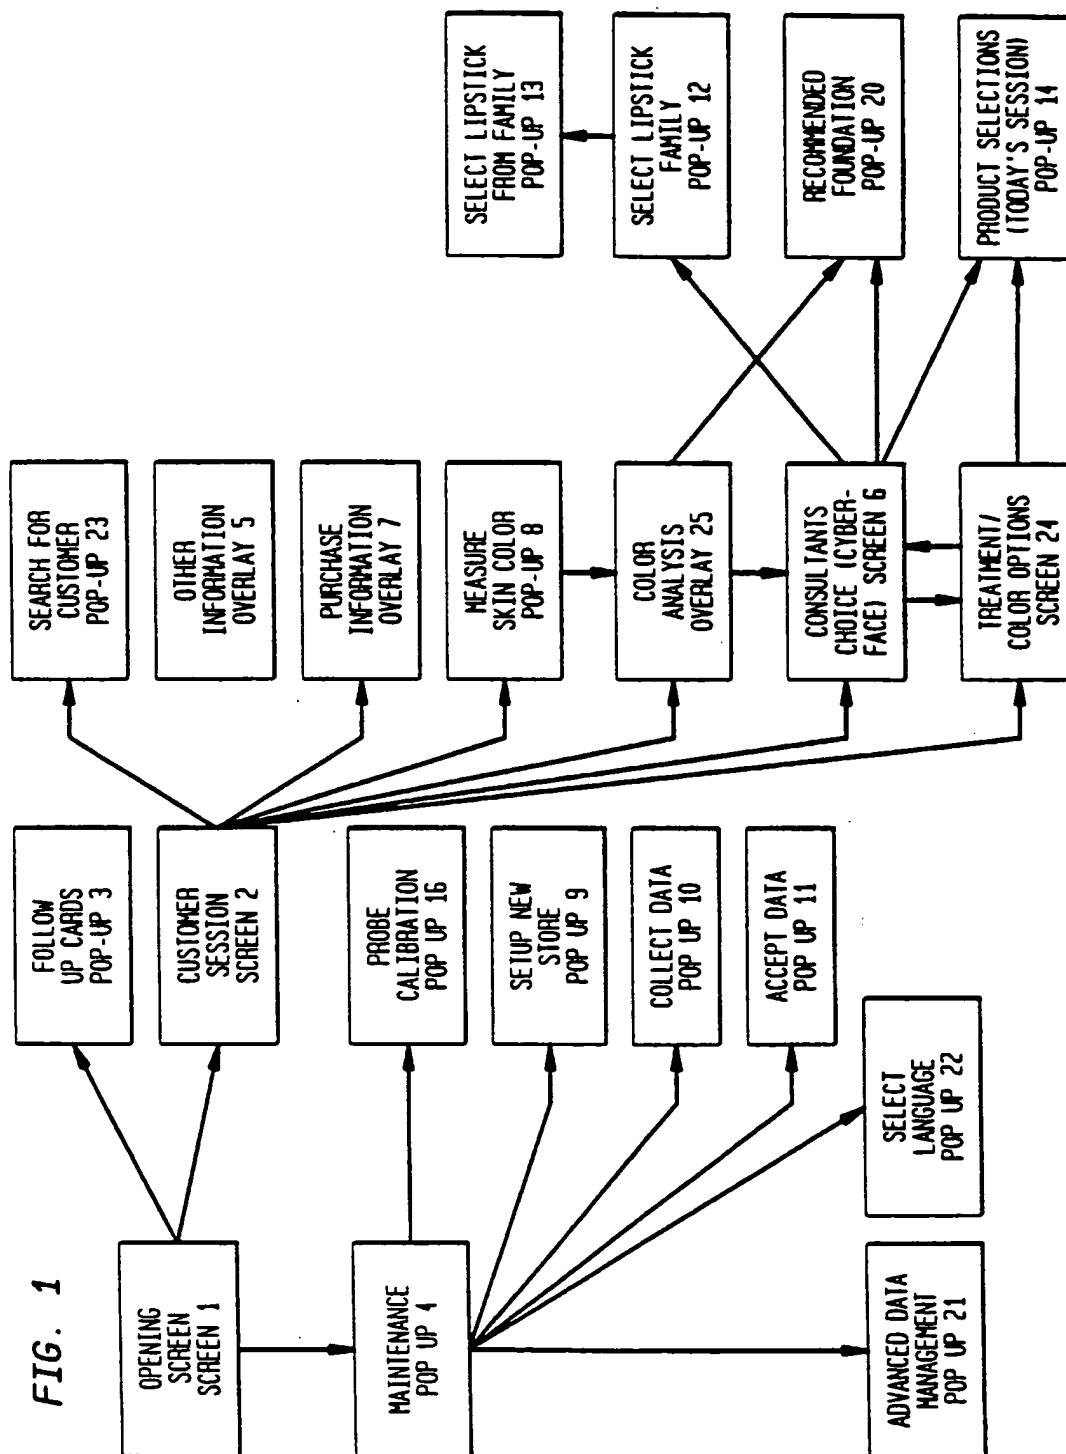 FIG. 1
OPENING
SCREEN
SCREEN 1
MAINTENANCE
POP UP 4
ADVANCED DATA
MANAGEMENT
POP UP 21
FOLLOW
UP CARDS
POP-UP 3
CUSTOMER
SESSION
SCREEN 2
PROBE
CALIBRATION
POP UP 16
SETUP NEW
STORE
POP UP 9
COLLECT DATA
POP UP 10
ACCEPT DATA
POP UP 11
SELECT
LANGUAGE
POP UP 22
SEARCH FOR
CUSTOMER
POP-UP 23
OTHER
INFORMATION
OVERLAY 5
PURCHASE
INFORMATION
OVERLAY 7
MEASURE
SKIN COLOR
POP-UP 8
COLOR
ANALYSIS
OVERLAY 25
CONSULTANTS
CHOICE (CYBER-
FACE) SCREEN 6
TREATMENT/
COLOR OPTIONS
SCREEN 24
SELECT LIPSTICK
FROM FAMILY
POP-UP 13
SELECT LIPSTICK
FAMILY
POP-UP 12
RECOMMENDED
FOUNDATION
POP-UP 20
PRODUCT SELECTIONS
(TODAY'S SESSION)
POP-UP 14